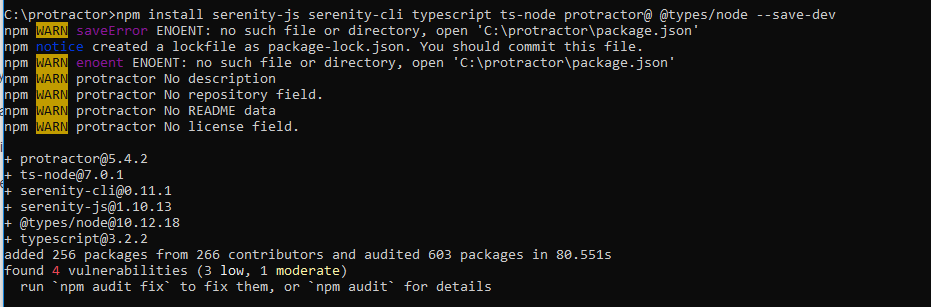 C:\protractor>npm install serenity-js serenity-cli typescript ts-node protractor@ @types/node --save-dev
npm WARN saveError ENOENT: no such file or directory, open 'C:\protractor\package.json'
npm notice created a lockfile as package-lock.json. You should commit this file.
npm WARN enoent ENOENT: no such file or directory, open 'C:\protractor\package.json'
npm WARN protractor No description
npm WARN protractor No repository field.
npm WARN protractor No README data
npm WARN protractor No license field.
+ protractor@5.4.2
+ ts-node@7.0.1
+ serenity-cli@0.11.1
+ serenity-js@1.10.13
+ @types/node@10.12.18
+ typescript@3.2.2
added 256 packages from 266 contributors and audited 603 packages in 80.551s
found 4 vulnerabilities (3 low, 1 moderate)
run `npm audit fix` to fix them, or `npm audit` for details